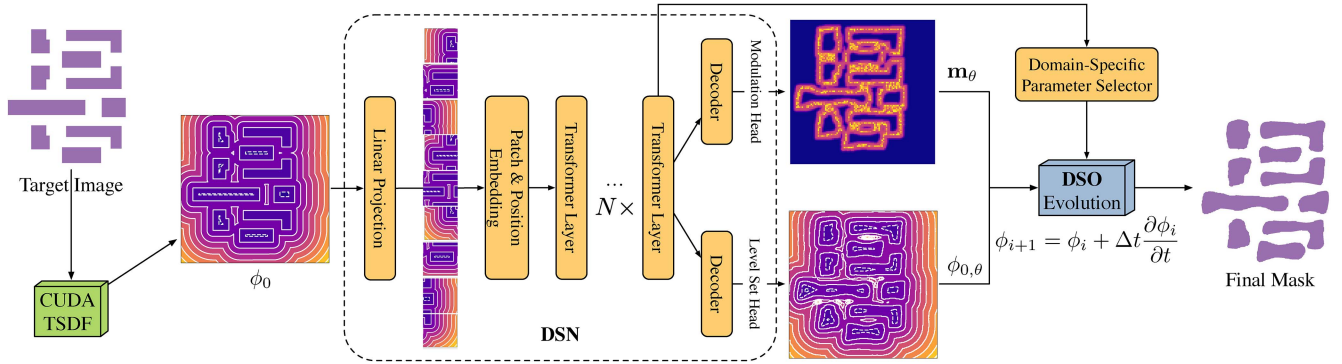 Target Image
CUDA
TSDF
ϕ₀
Linear Projection
Patch & Position
Embedding
Transformer Layer
...
N ×
Transformer Layer
Decoder
Modulation Head
Decoder
Level Set Head
DSN
m_θ
ϕ₀,θ
Domain-Specific
Parameter Selector
DSO
Evolution
ϕᵢ₊₁ = ϕᵢ + Δt ∂ϕᵢ/∂t
Final Mask